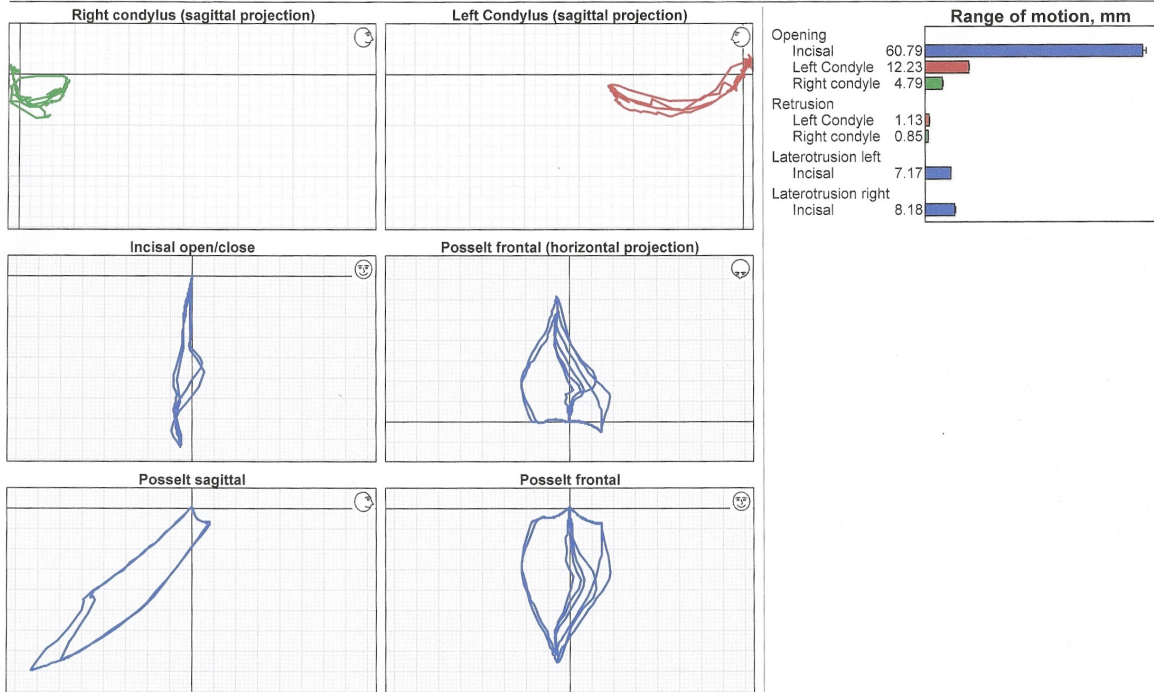 Right condylus (sagittal projection)
Left Condylus (sagittal projection)
Range of motion, mm
Opening
Incisal 60.79
Left Condyle 12.23
Right condyle 4.79
Retrusion
Left Condyle 1.13
Right condyle 0.85
Laterotrusion left
Incisal 7.17
Laterotrusion right
Incisal 8.18
Incisal open/close
Posselt frontal (horizontal projection)
Posselt sagittal
Posselt frontal